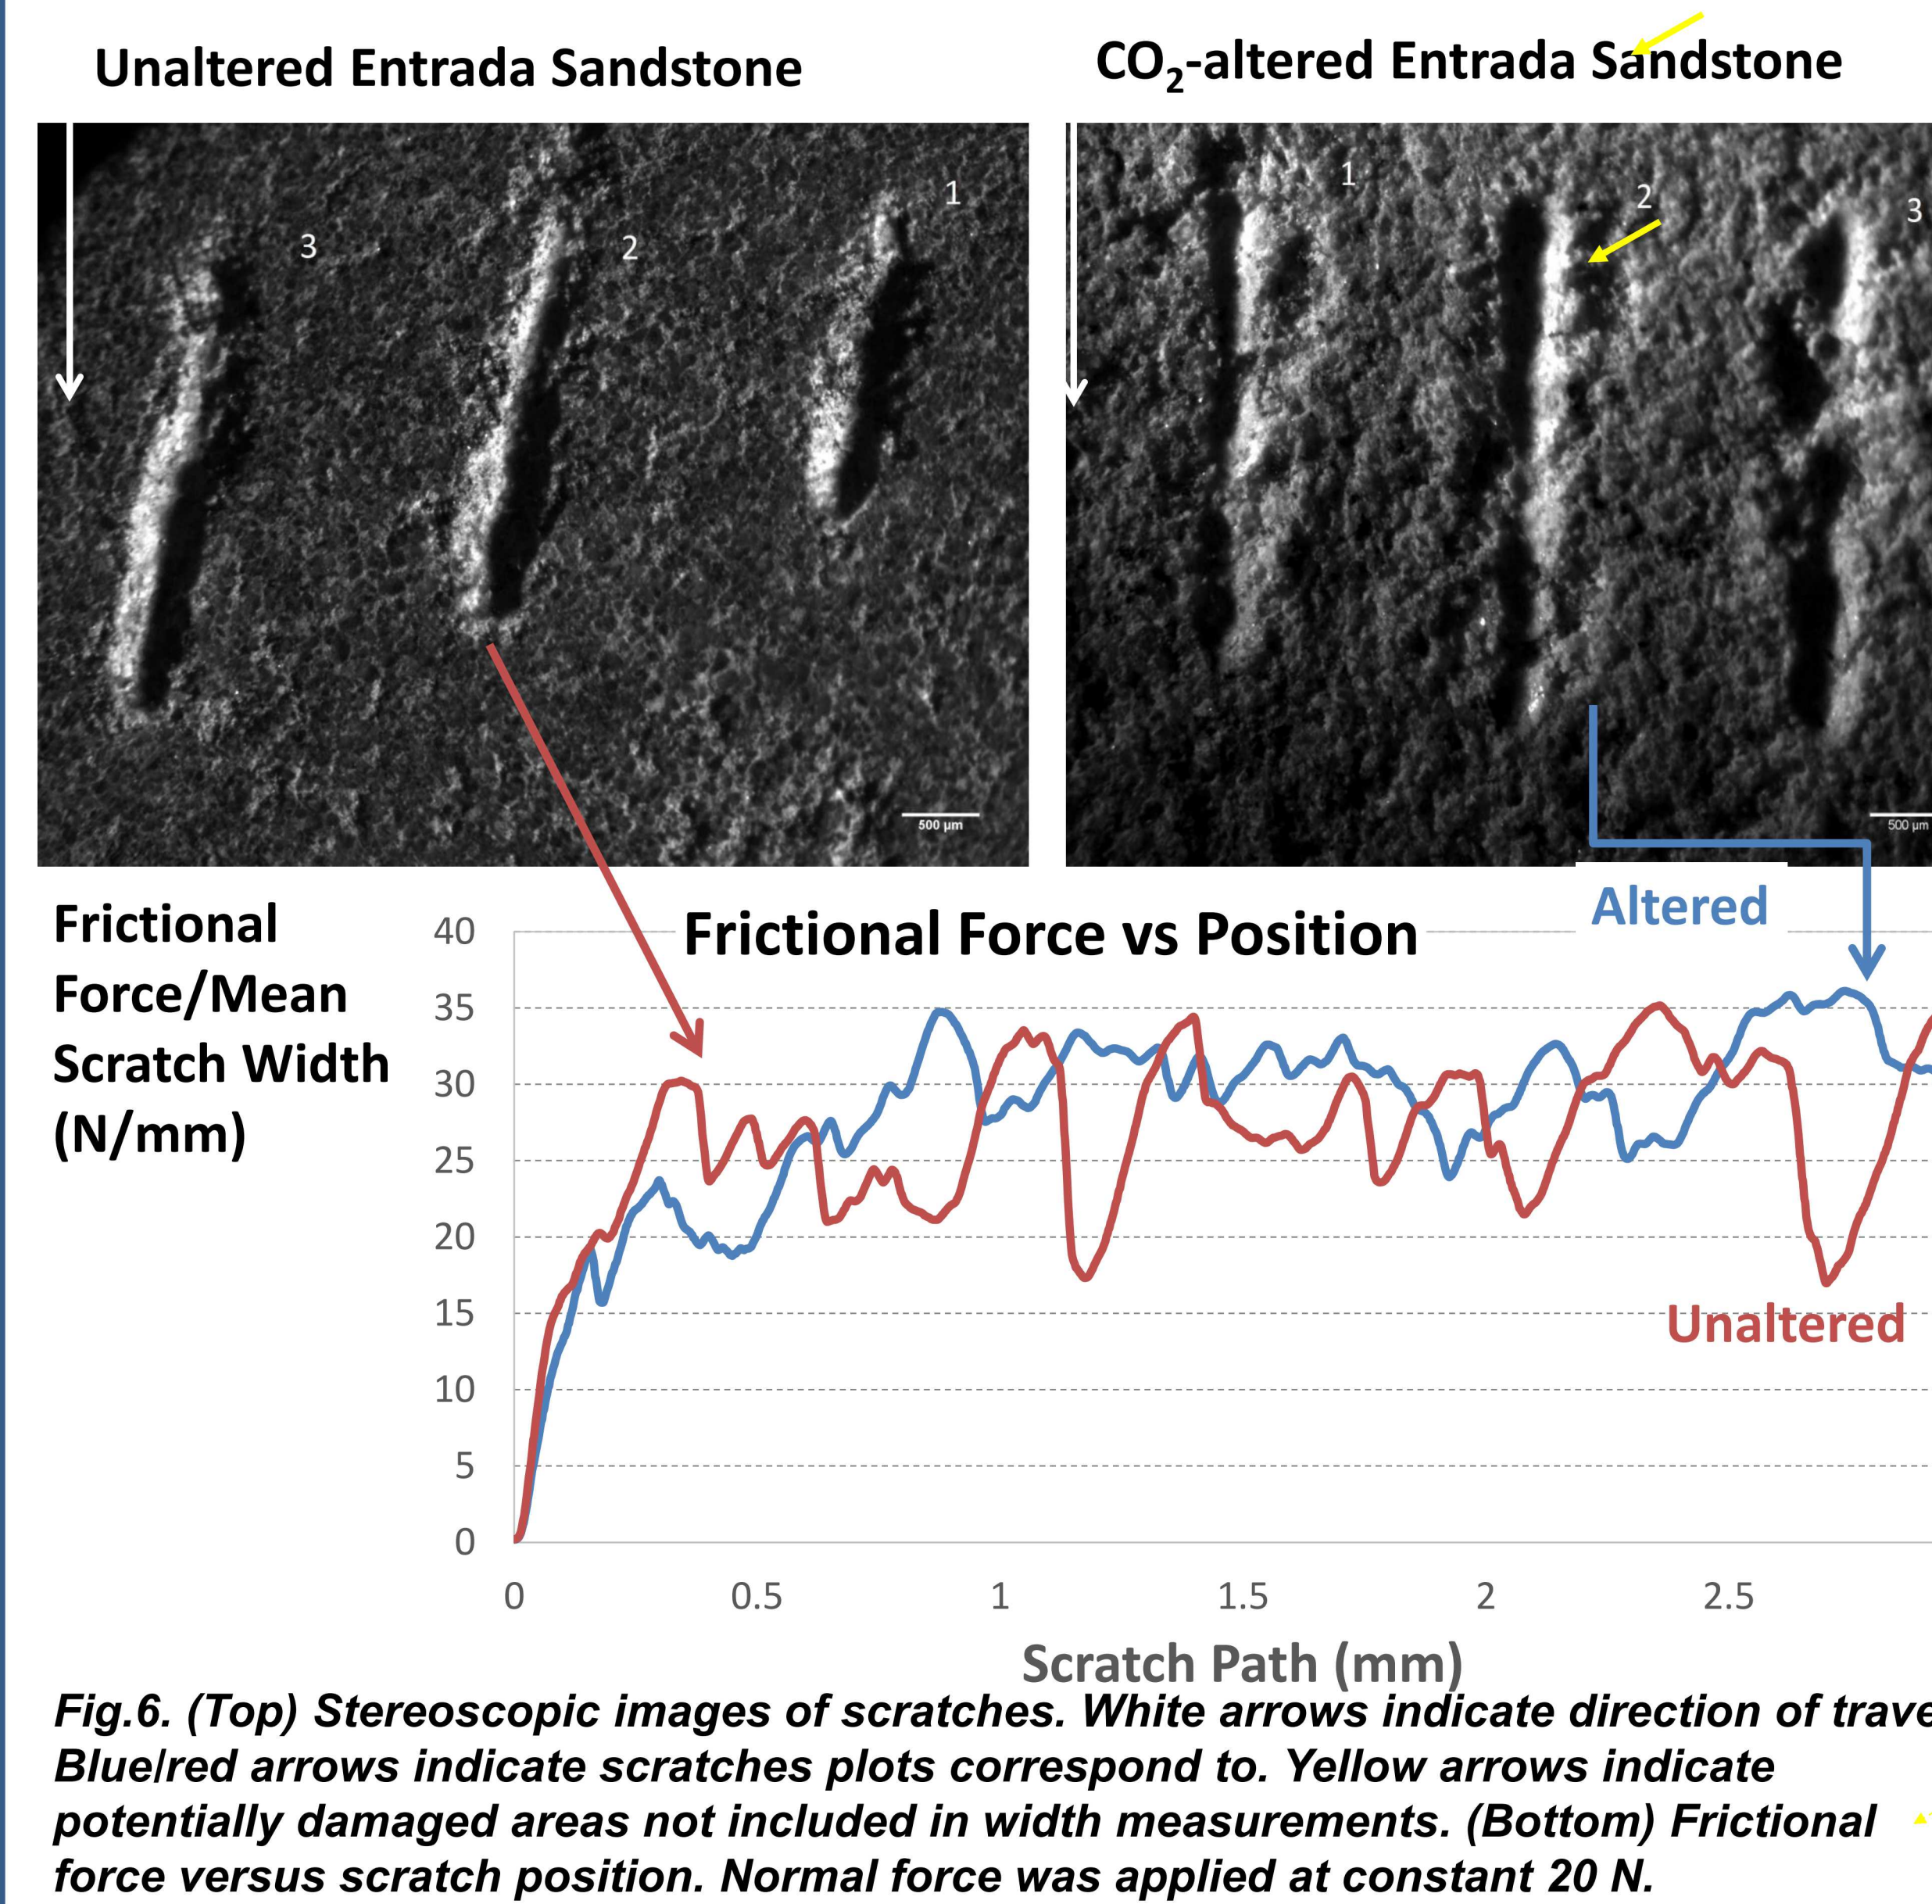 Unaltered Entrada Sandstone
CO₂-altered Entrada Sandstone
3
2
1
500 µm
1
2
3
500 µm
Frictional
Force/Mean
Scratch Width
(N/mm)
Frictional Force vs Position
Altered
40
35
30
25
20
15
10
5
0
Unaltered
0 0.5 1 1.5 2 2.5
Scratch Path (mm)
Fig.6. (Top) Stereoscopic images of scratches. White arrows indicate direction of trave
Blue/red arrows indicate scratches plots correspond to. Yellow arrows indicate
potentially damaged areas not included in width measurements. (Bottom) Frictional
force versus scratch position. Normal force was applied at constant 20 N.